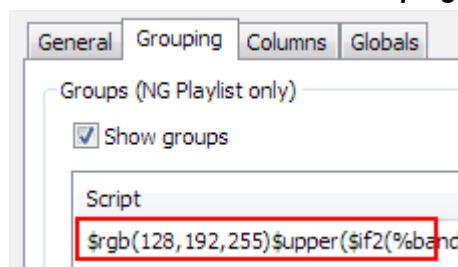 General Grouping Columns Globals
Groups (NG Playlist only)
Show groups
Script
$rgb(128,192,255)$upper($if2(%band